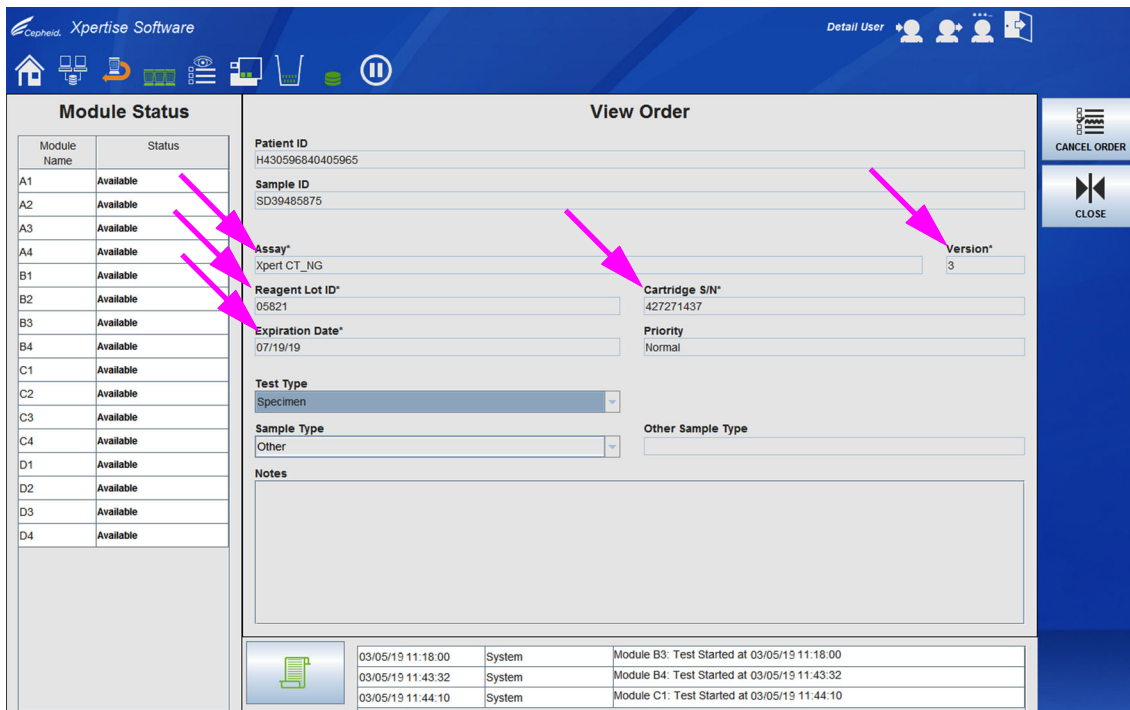 Cepheid. Xpertise Software
Detail User
Module Status
Module Name Status
A1 Available
A2 Available
A3 Available
A4 Available
B1 Available
B2 Available
B3 Available
B4 Available
C1 Available
C2 Available
C3 Available
C4 Available
D1 Available
D2 Available
D3 Available
D4 Available
View Order
Patient ID
H430596840405965
Sample ID
SD39485875
Assay* Version*
Xpert CT_NG 3
Reagent Lot ID* Cartridge S/N*
05821 427271437
Expiration Date* Priority
07/19/19 Normal
Test Type
Specimen
Sample Type Other Sample Type
Other
Notes
03/05/19 11:18:00 System Module B3: Test Started at 03/05/19 11:18:00
03/05/19 11:43:32 System Module B4: Test Started at 03/05/19 11:43:32
03/05/19 11:44:10 System Module C1: Test Started at 03/05/19 11:44:10
CANCEL ORDER
CLOSE